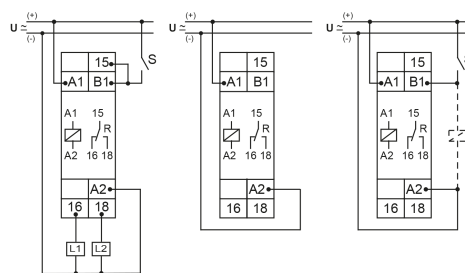 (+) (+) (+)
U ≂ U ≂ U ≂
(-) (-) (-)
S
15 15 15
A1 B1 A1 B1 A1 B1
A1 15 A1 15 A1 15
R R R
A2 16 18 A2 16 18 A2 16 18
A2 A2 A2
16 18 16 18 16 18
L1 L2